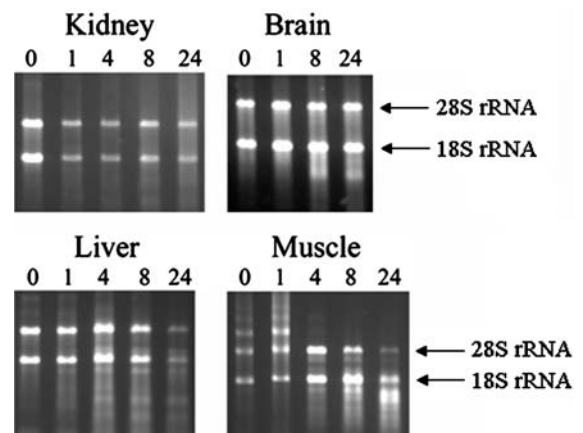 Kidney Brain
0 1 4 8 24 0 1 8 24
28S rRNA
18S rRNA
Liver Muscle
0 1 4 8 24 0 1 4 8 24
28S rRNA
18S rRNA